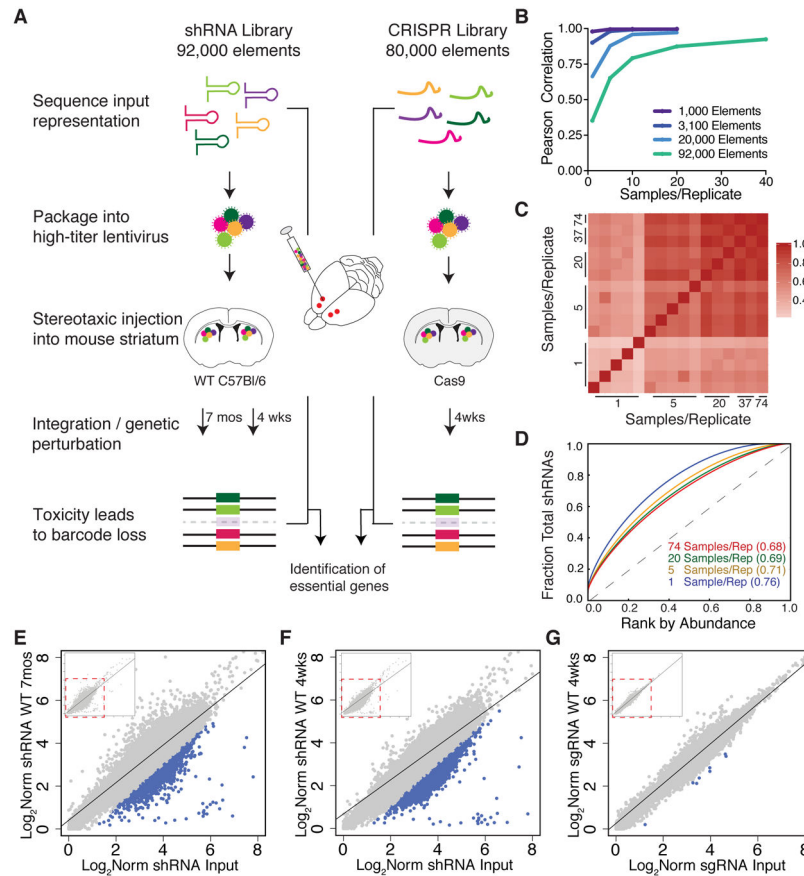 A
shRNA Library
92,000 elements
CRISPR Library
80,000 elements
Sequence input
representation
Package into
high-titer lentivirus
Stereotaxic injection
into mouse striatum
WT C57Bl/6
Cas9
Integration / genetic
perturbation
7 mos
4 wks
4wks
Toxicity leads
to barcode loss
Identification of
essential genes
B
Pearson Correlation
1.00
0.75
0.50
0.25
0.00
1,000 Elements
3,100 Elements
20,000 Elements
92,000 Elements
0 10 20 30 40
Samples/Replicate
C
Samples/Replicate
74
37
20
5
1
1 5 20 37 74
Samples/Replicate
1.0
0.8
0.6
0.4
D
Fraction Total shRNAs
1.0
0.8
0.6
0.4
0.2
0.0
74 Samples/Rep (0.68)
20 Samples/Rep (0.69)
5 Samples/Rep (0.71)
1 Sample/Rep (0.76)
0.0 0.2 0.4 0.6 0.8 1.0
Rank by Abundance
E
Log2Norm shRNA WT 7mos
8
6
4
2
0
0 2 4 6 8
Log2Norm shRNA Input
F
Log2Norm shRNA WT 4wks
8
6
4
2
0
0 2 4 6 8
Log2Norm shRNA Input
G
Log2Norm sgRNA WT 4wks
8
6
4
2
0
0 2 4 6 8
Log2Norm sgRNA Input